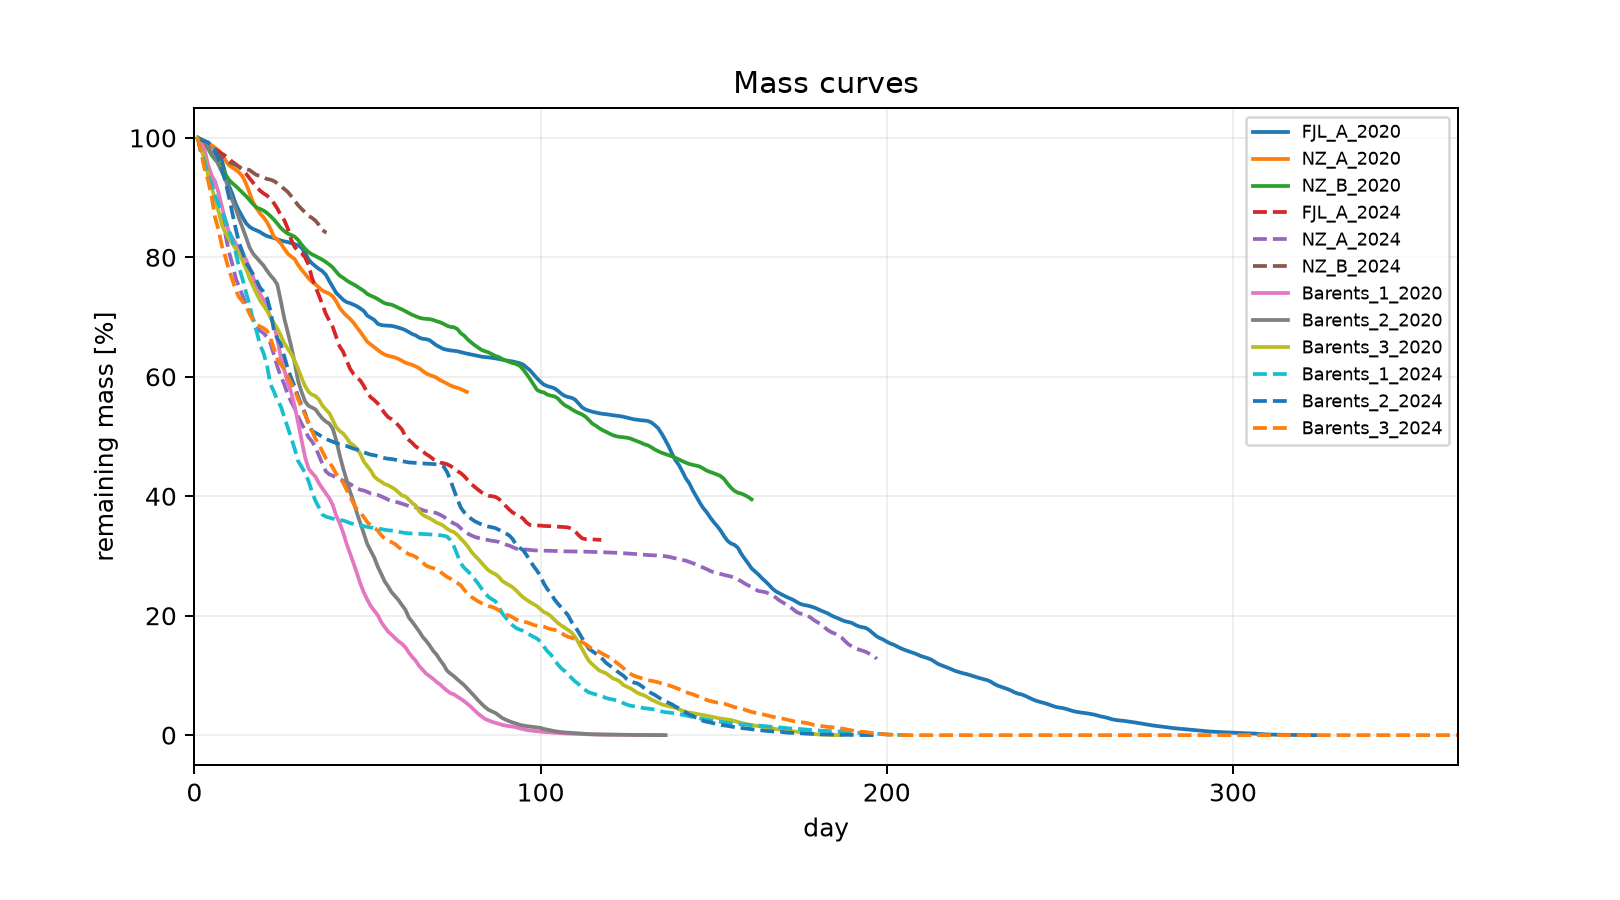 Mass curves
remaining mass [%]
100
80
60
40
20
0
0
100
200
300
day
FJL_A_2020
NZ_A_2020
NZ_B_2020
FJL_A_2024
NZ_A_2024
NZ_B_2024
Barents_1_2020
Barents_2_2020
Barents_3_2020
Barents_1_2024
Barents_2_2024
Barents_3_2024